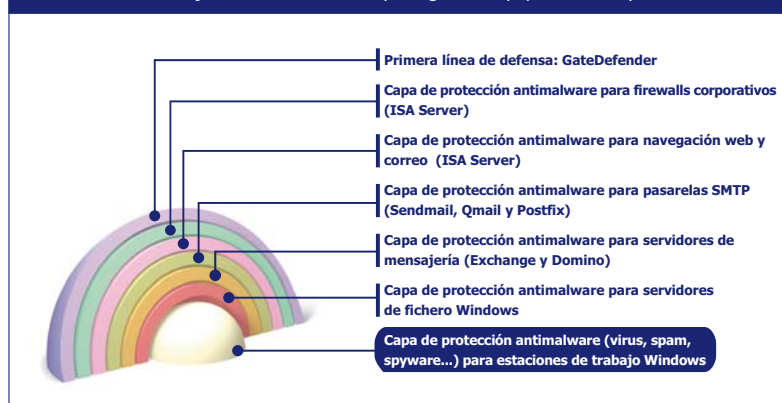 Primera línea de defensa: GateDefender
Capa de protección antimalware para firewalls corporativos
(ISA Server)
Capa de protección antimalware para navegación web y
correo (ISA Server)
Capa de protección antimalware para pasarelas SMTP
(Sendmail, Qmail y Postfix)
Capa de protección antimalware para servidores de
mensajería (Exchange y Domino)
Capa de protección antimalware para servidores
de fichero Windows
Capa de protección antimalware (virus, spam,
spyware...) para estaciones de trabajo Windows